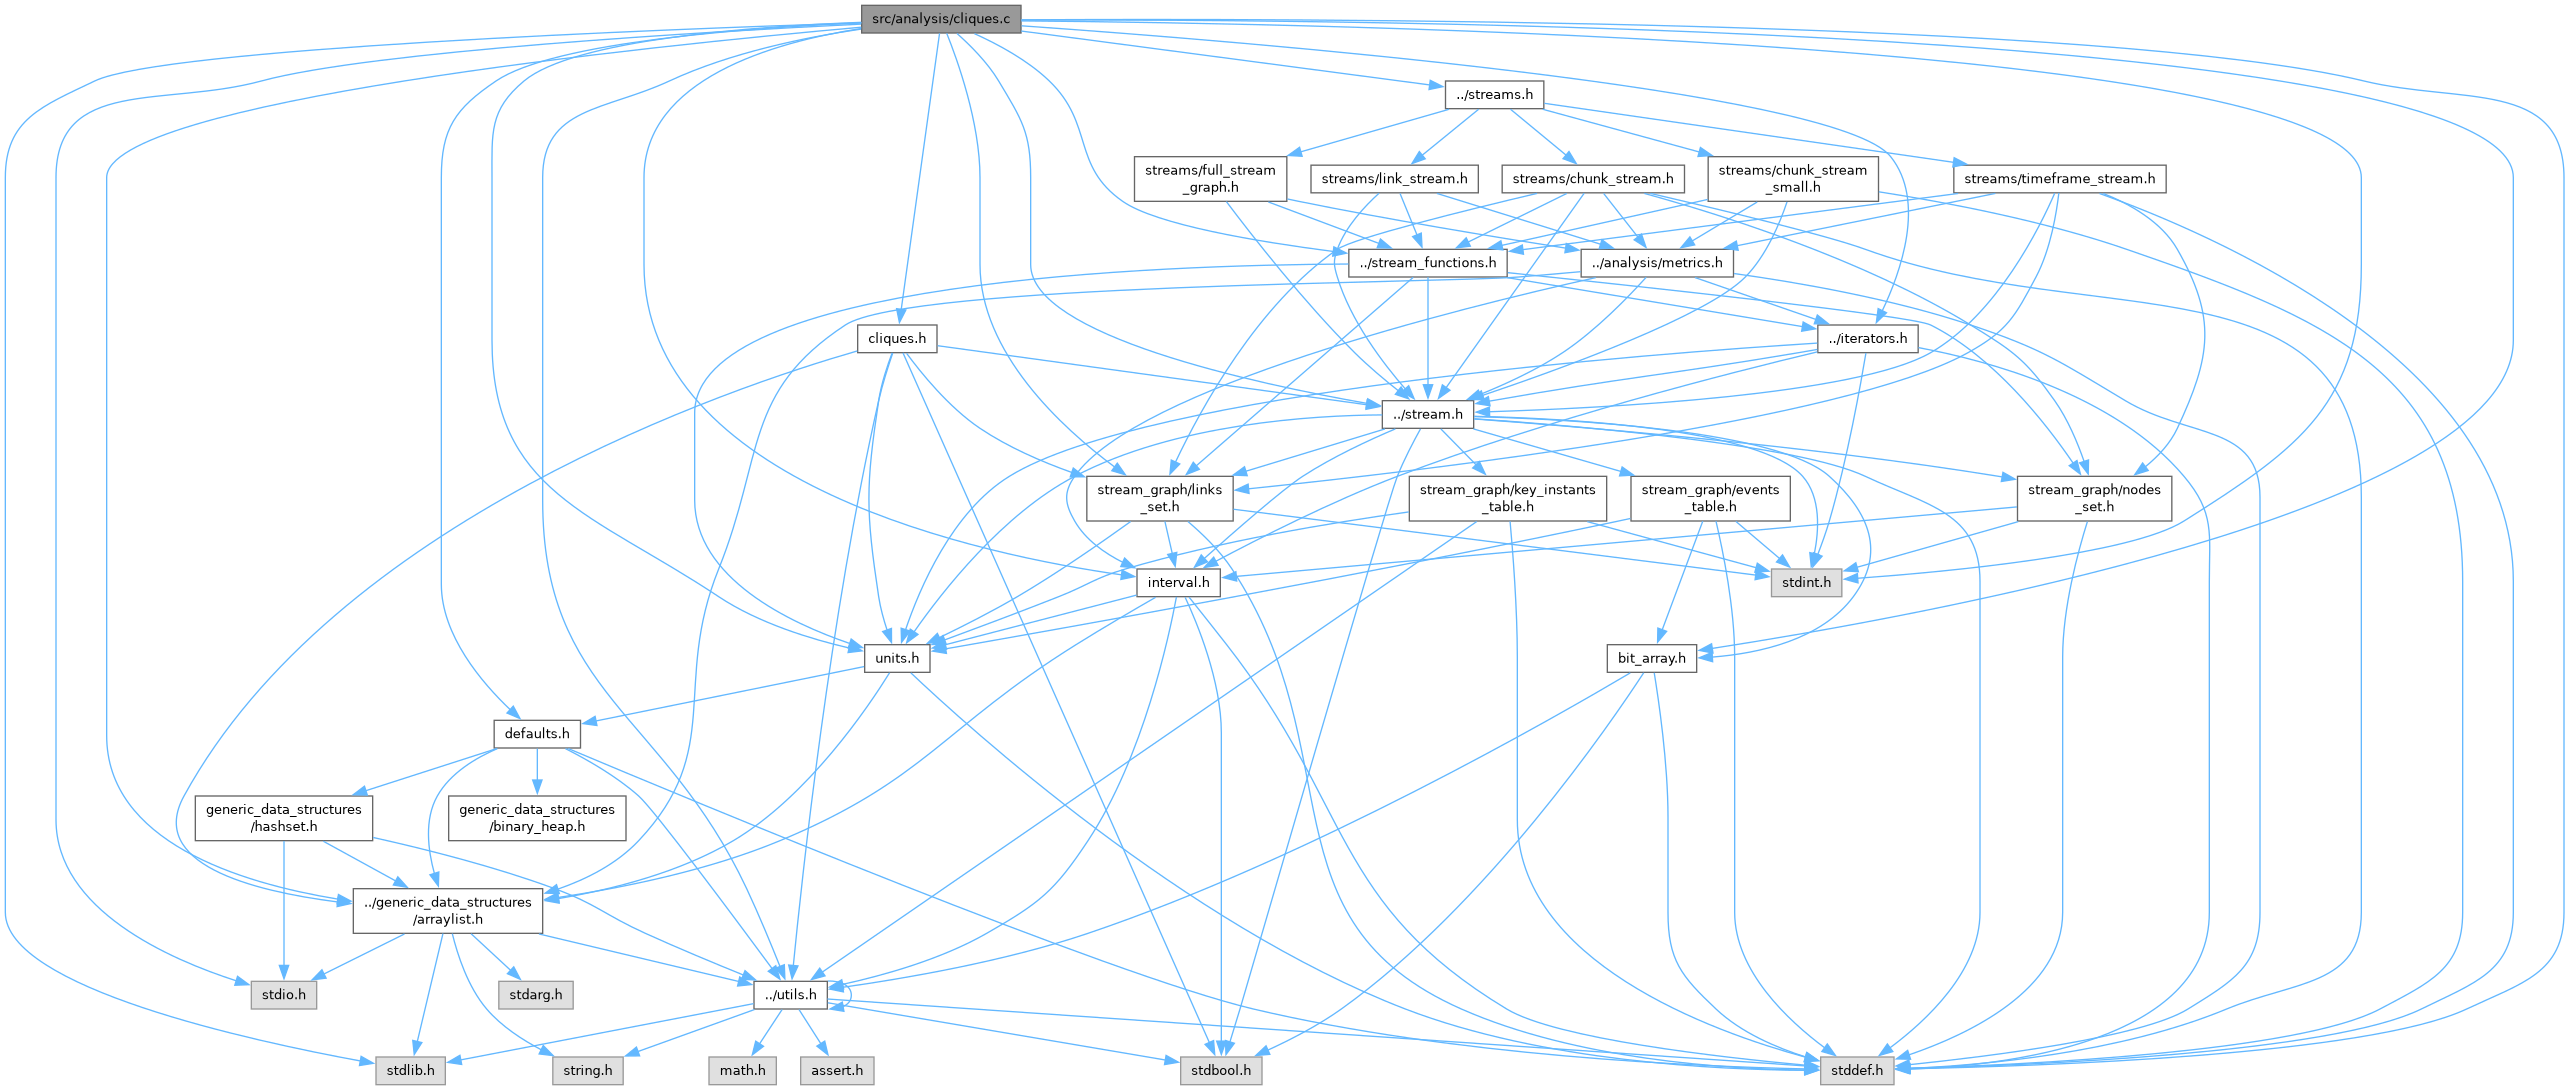 src/analysis/cliques.c
../streams.h
streams/full_stream
_graph.h
streams/link_stream.h
streams/chunk_stream.h
streams/chunk_stream
_small.h
streams/timeframe_stream.h
../stream_functions.h
../analysis/metrics.h
cliques.h
../iterators.h
../stream.h
stream_graph/links
_set.h
stream_graph/key_instants
_table.h
stream_graph/events
_table.h
stream_graph/nodes
_set.h
interval.h
stdint.h
units.h
bit_array.h
defaults.h
generic_data_structures
/hashset.h
generic_data_structures
/binary_heap.h
../generic_data_structures
/arraylist.h
stdio.h
stdarg.h
../utils.h
stdlib.h
string.h
math.h
assert.h
stdbool.h
stddef.h